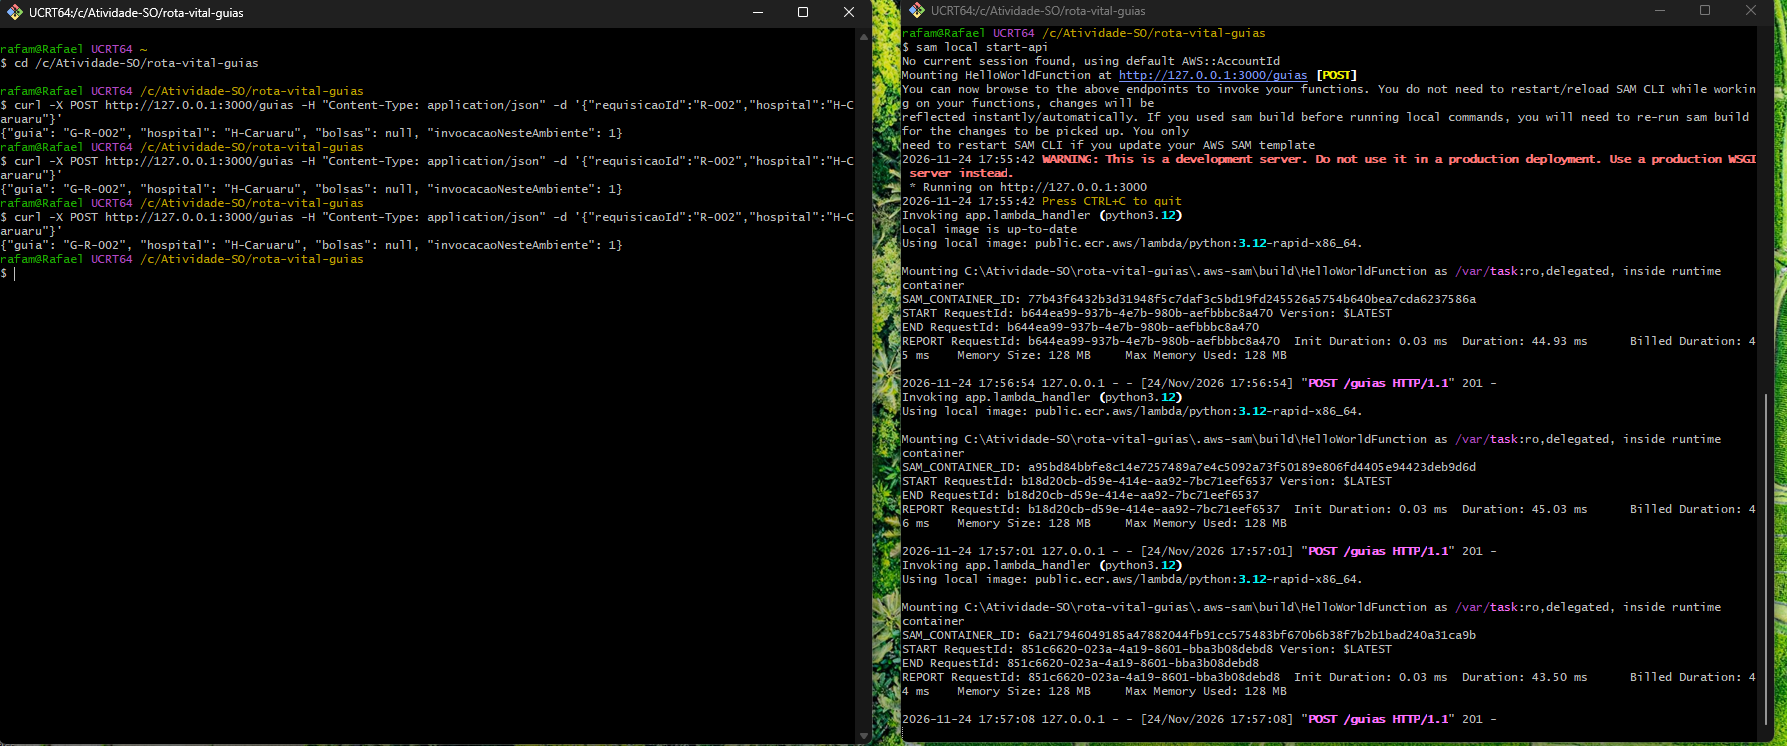 UCRT64:/c/Atividade-SO/rota-vital-guias
rafam@Rafael UCRT64 ~
$ cd /c/Atividade-SO/rota-vital-guias
rafam@Rafael UCRT64 /c/Atividade-SO/rota-vital-guias
$ curl -X POST http://127.0.0.1:3000/guias -H "Content-Type: application/json" -d '{"requisicaoId":"R-002","hospital":"H-C
aruaru"}'
{"guia": "G-R-002", "hospital": "H-Caruaru", "bolsas": null, "invocacaoNesteAmbiente": 1}
rafam@Rafael UCRT64 /c/Atividade-SO/rota-vital-guias
$ curl -X POST http://127.0.0.1:3000/guias -H "Content-Type: application/json" -d '{"requisicaoId":"R-002","hospital":"H-C
aruaru"}'
{"guia": "G-R-002", "hospital": "H-Caruaru", "bolsas": null, "invocacaoNesteAmbiente": 1}
rafam@Rafael UCRT64 /c/Atividade-SO/rota-vital-guias
$ curl -X POST http://127.0.0.1:3000/guias -H "Content-Type: application/json" -d '{"requisicaoId":"R-002","hospital":"H-C
aruaru"}'
{"guia": "G-R-002", "hospital": "H-Caruaru", "bolsas": null, "invocacaoNesteAmbiente": 1}
rafam@Rafael UCRT64 /c/Atividade-SO/rota-vital-guias
$
UCRT64:/c/Atividade-SO/rota-vital-guias
rafam@Rafael UCRT64 /c/Atividade-SO/rota-vital-guias
$ sam local start-api
No current session found, using default AWS::AccountId
Mounting HelloWorldFunction at http://127.0.0.1:3000/guias [POST]
You can now browse to the above endpoints to invoke your functions. You do not need to restart/reload SAM CLI while workin
g on your functions, changes will be
reflected instantly/automatically. If you used sam build before running local commands, you will need to re-run sam build
for the changes to be picked up. You only
need to restart SAM CLI if you update your AWS SAM template
2026-11-24 17:55:42 WARNING: This is a development server. Do not use it in a production deployment. Use a production WSGI
server instead.
* Running on http://127.0.0.1:3000
2026-11-24 17:55:42 Press CTRL+C to quit
Invoking app.lambda_handler (python3.12)
Local image is up-to-date
Using local image: public.ecr.aws/lambda/python:3.12-rapid-x86_64.
Mounting C:\Atividade-SO\rota-vital-guias\.aws-sam\build\HelloWorldFunction as /var/task:ro,delegated, inside runtime
container
SAM_CONTAINER_ID: 77b43f6432b3d31948f5c7daf3c5bd19fd245526a5754b640bea7cda6237586a
START RequestId: b644ea99-937b-4e7b-980b-aefbbbc8a470 Version: $LATEST
END RequestId: b644ea99-937b-4e7b-980b-aefbbbc8a470
REPORT RequestId: b644ea99-937b-4e7b-980b-aefbbbc8a470 Init Duration: 0.03 ms Duration: 44.93 ms Billed Duration: 4
5 ms Memory Size: 128 MB Max Memory Used: 128 MB
2026-11-24 17:56:54 127.0.0.1 - - [24/Nov/2026 17:56:54] "POST /guias HTTP/1.1" 201 -
Invoking app.lambda_handler (python3.12)
Using local image: public.ecr.aws/lambda/python:3.12-rapid-x86_64.
Mounting C:\Atividade-SO\rota-vital-guias\.aws-sam\build\HelloWorldFunction as /var/task:ro,delegated, inside runtime
container
SAM_CONTAINER_ID: a95bd84bbfe8c14e7257489a7e4c5092a73f50189e806fd4405e94423deb9d6d
START RequestId: b18d20cb-d59e-414e-aa92-7bc71eef6537 Version: $LATEST
END RequestId: b18d20cb-d59e-414e-aa92-7bc71eef6537
REPORT RequestId: b18d20cb-d59e-414e-aa92-7bc71eef6537 Init Duration: 0.03 ms Duration: 45.03 ms Billed Duration: 4
6 ms Memory Size: 128 MB Max Memory Used: 128 MB
2026-11-24 17:57:01 127.0.0.1 - - [24/Nov/2026 17:57:01] "POST /guias HTTP/1.1" 201 -
Invoking app.lambda_handler (python3.12)
Using local image: public.ecr.aws/lambda/python:3.12-rapid-x86_64.
Mounting C:\Atividade-SO\rota-vital-guias\.aws-sam\build\HelloWorldFunction as /var/task:ro,delegated, inside runtime
container
SAM_CONTAINER_ID: 6a217946049185a47882044fb91cc575483bf670b6b38f7b2b1bad240a31ca9b
START RequestId: 851c6620-023a-4a19-8601-bba3b08debd8 Version: $LATEST
END RequestId: 851c6620-023a-4a19-8601-bba3b08debd8
REPORT RequestId: 851c6620-023a-4a19-8601-bba3b08debd8 Init Duration: 0.03 ms Duration: 43.50 ms Billed Duration: 4
4 ms Memory Size: 128 MB Max Memory Used: 128 MB
2026-11-24 17:57:08 127.0.0.1 - - [24/Nov/2026 17:57:08] "POST /guias HTTP/1.1" 201 -